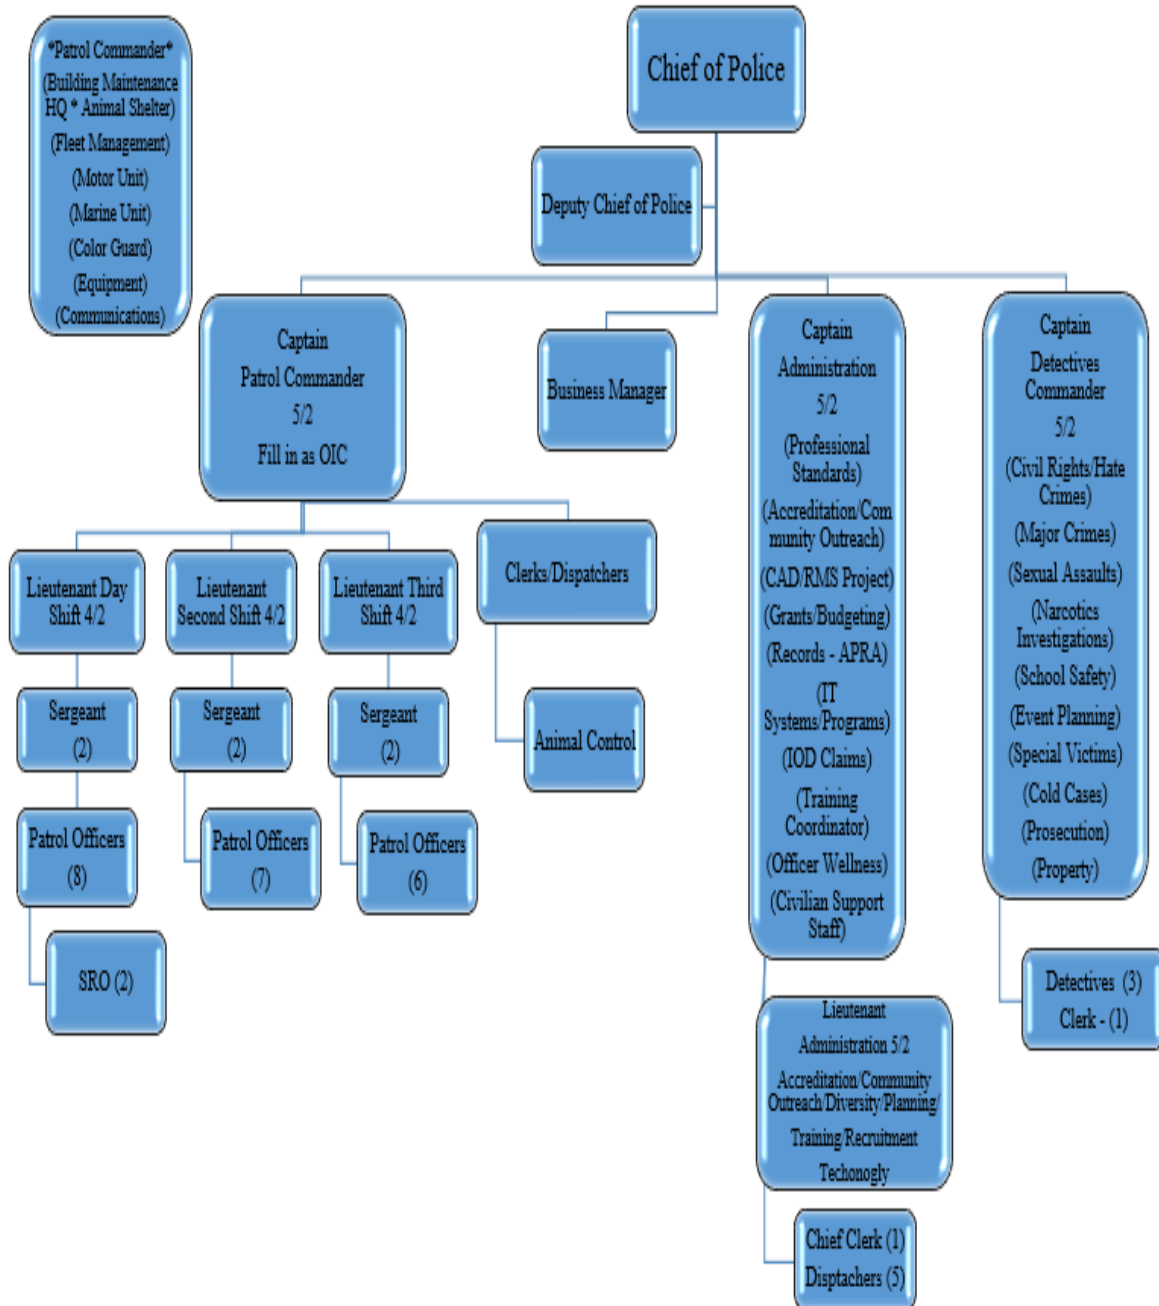 *Patrol Commander*
(Building Maintenance
HQ * Animal Shelter)
(Fleet Management)
(Motor Unit)
(Marine Unit)
(Color Guard)
(Equipment)
(Communications)
Chief of Police
Deputy Chief of Police
Captain
Patrol Commander
5/2
Fill in as OIC
Business Manager
Captain
Administration
5/2
(Professional
Standards)
(Accreditation/Com
munity Outreach)
(CAD/RMS Project)
(Grants/Budgeting)
(Records - APRA)
(IT
Systems/Programs)
(IOD Claims)
(Training
Coordinator)
(Officer Wellness)
(Civilian Support
Staff)
Captain
Detectives
Commander
5/2
(Civil Rights/Hate
Crimes)
(Major Crimes)
(Sexual Assaults)
(Narcotics
Investigations)
(School Safety)
(Event Planning)
(Special Victims)
(Cold Cases)
(Prosecution)
(Property)
Lieutenant Day
Shift 4/2
Lieutenant
Second Shift 4/2
Lieutenant Third
Shift 4/2
Clerks/Dispatchers
Sergeant
(2)
Sergeant
(2)
Sergeant
(2)
Animal Control
Patrol Officers
(8)
Patrol Officers
(7)
Patrol Officers
(6)
SRO (2)
Detectives (3)
Clerk - (1)
Lieutenant
Administration 5/2
Accreditation/Community
Outreach/Diversity/Planning/
Training/Recruitment
Techonogly
Chief Clerk (1)
Disptachers (5)